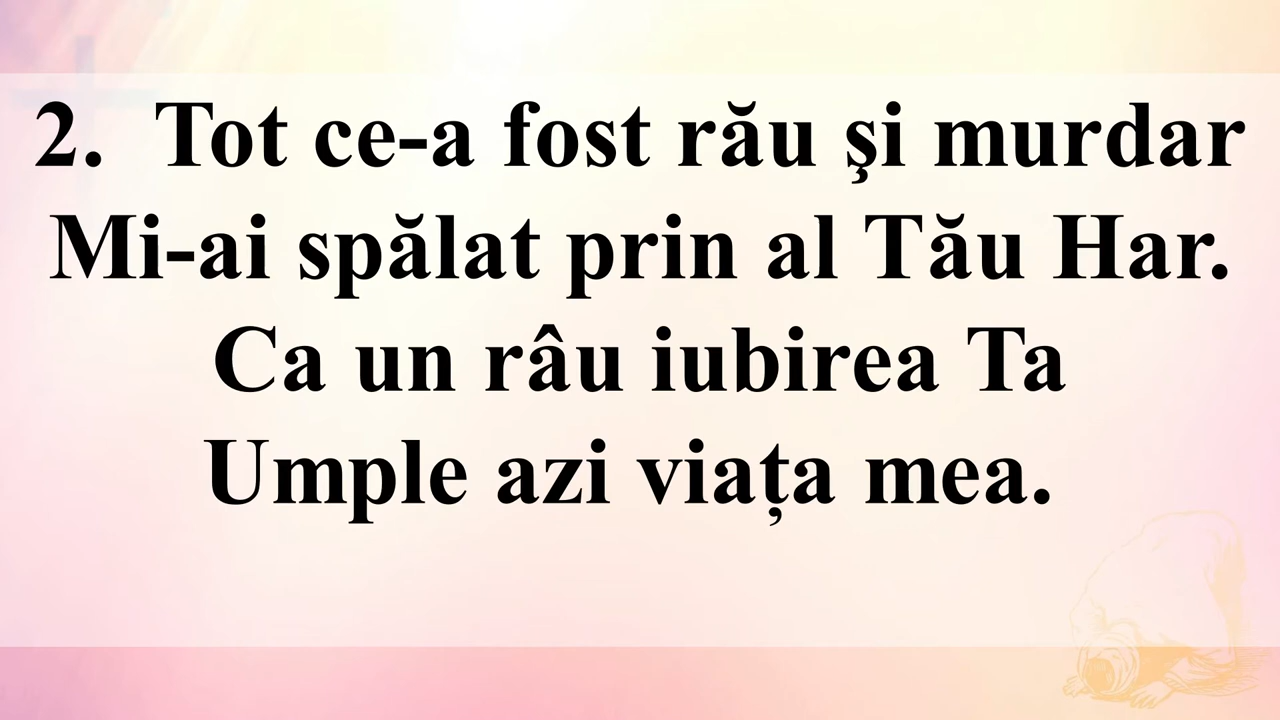 2. Tot ce-a fost rău şi murdar
Mi-ai spălat prin al Tău Har.
Ca un râu iubirea Ta
Umple azi viața mea.